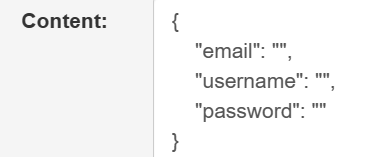 Content:
{
"email": "",
"username": "",
"password": ""
}